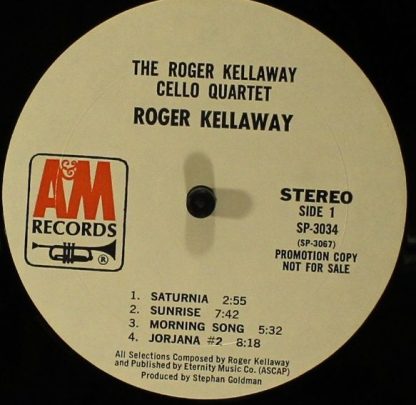 THE ROGER KELLAWAY
CELLO QUARTET
ROGER KELLAWAY
A&M
RECORDS
®
STEREO
SIDE 1
SP-3034
(SP-3067)
PROMOTION COPY
NOT FOR SALE
1. SATURNIA 2:55
2. SUNRISE 7:42
3. MORNING SONG 5:32
4. JORJANA #2 8:18
All Selections Composed by Roger Kellaway
and Published by Eternity Music Co. (ASCAP)
Produced by Stephan Goldman